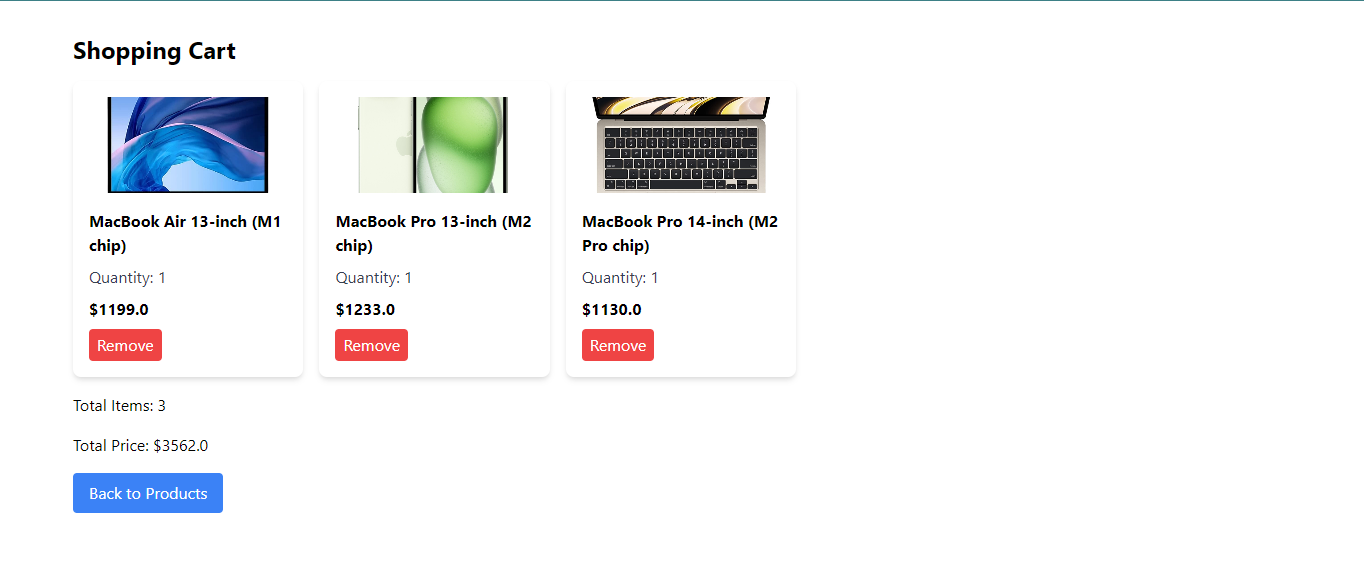 Shopping Cart
MacBook Air 13-inch (M1
chip)
Quantity: 1
$1199.0
Remove
MacBook Pro 13-inch (M2
chip)
Quantity: 1
$1233.0
Remove
MacBook Pro 14-inch (M2
Pro chip)
Quantity: 1
$1130.0
Remove
Total Items: 3
Total Price: $3562.0
Back to Products